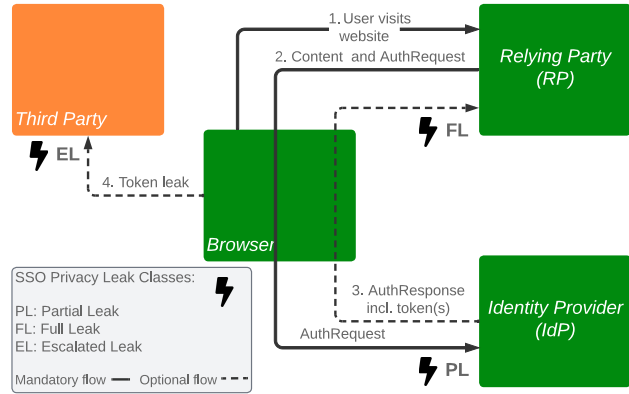 1. User visits
website
2. Content and AuthRequest
Relying Party
(RP)
Third Party
EL
FL
4. Token leak
Browser
SSO Privacy Leak Classes:
PL: Partial Leak
FL: Full Leak
EL: Escalated Leak
Mandatory flow
Optional flow
3. AuthResponse
incl. token(s)
AuthRequest
Identity Provider
(IdP)
PL